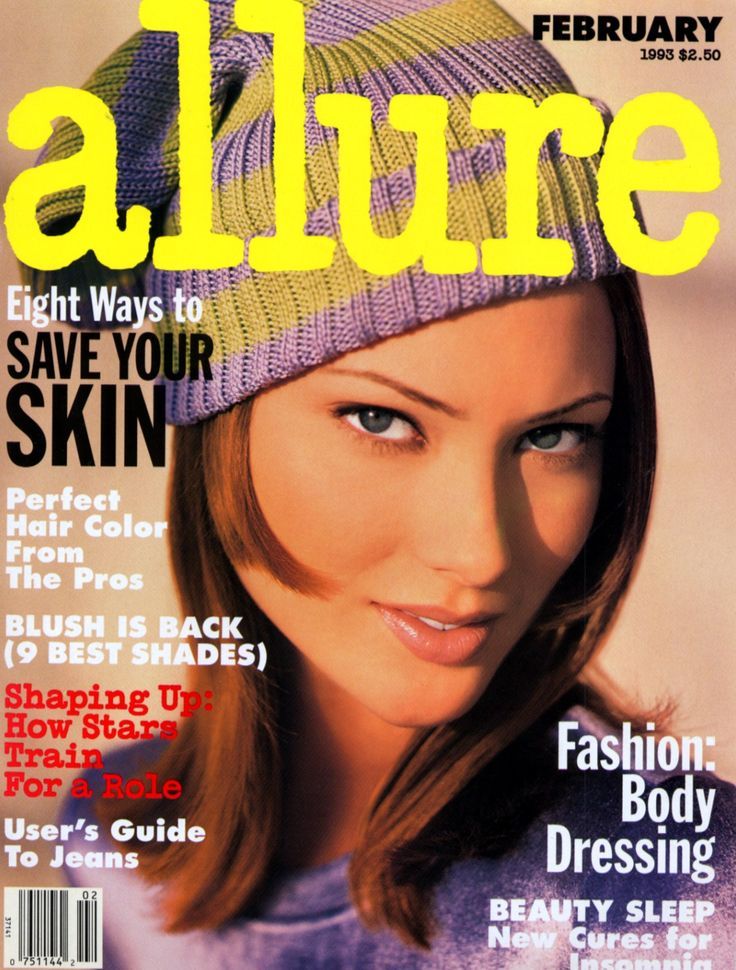 FEBRUARY
1993 $2.50
allure
Eight Ways to
SAVE YOUR
SKIN
Perfect
Hair Color
From
The Pros
BLUSH IS BACK
(9 BEST SHADES)
Shaping Up:
How Stars
Train
For a Role
User's Guide
To Jeans
Fashion:
Body
Dressing
BEAUTY SLEEP
New Cures for
Insomnia
02
37141
0 751144 2